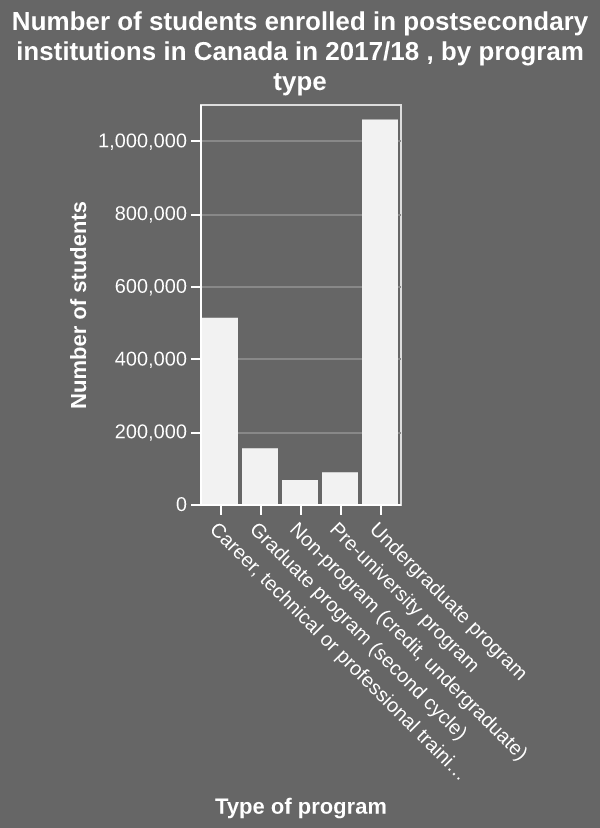 Number of students enrolled in postsecondary
institutions in Canada in 2017/18 , by program
type
Number of students
1,000,000
800,000
600,000
400,000
200,000
0
Career, technical or professional traini…
Graduate program (second cycle)
Non-program (credit, undergraduate)
Pre-university program
Undergraduate program
Type of program